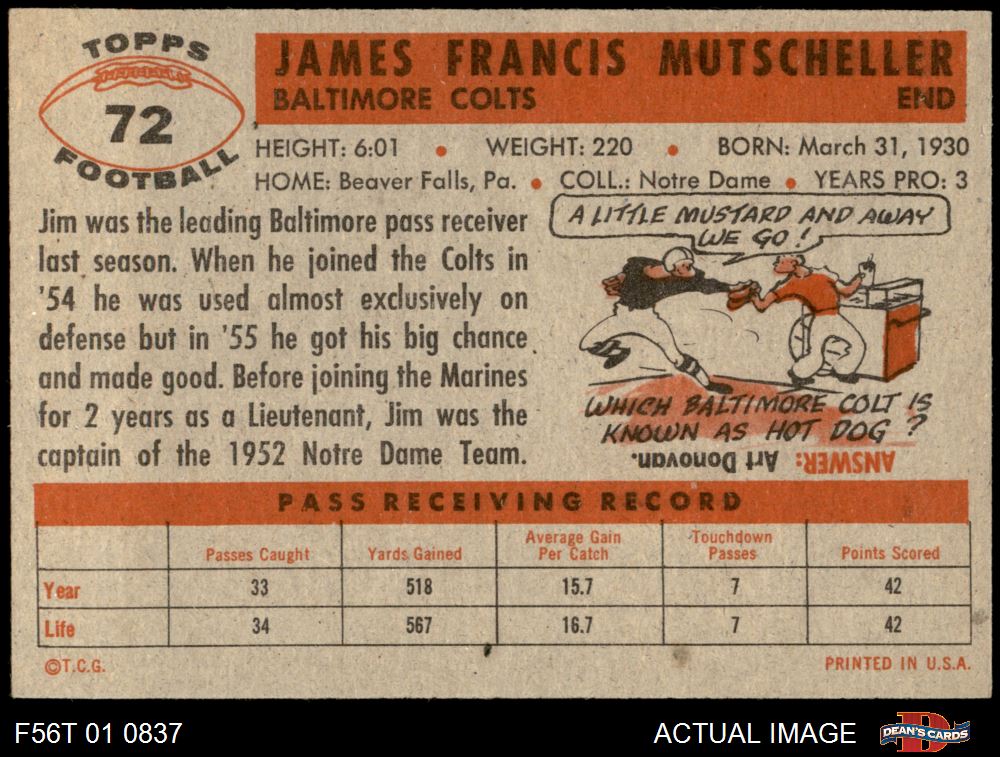 TOPPS
72
FOOTBALL
JAMES FRANCIS MUTSCHELLER
BALTIMORE COLTS END
HEIGHT: 6:01 • WEIGHT: 220 • BORN: March 31, 1930
HOME: Beaver Falls, Pa. • COLL.: Notre Dame • YEARS PRO: 3
Jim was the leading Baltimore pass receiver
last season. When he joined the Colts in
'54 he was used almost exclusively on
defense but in '55 he got his big chance
and made good. Before joining the Marines
for 2 years as a Lieutenant, Jim was the
captain of the 1952 Notre Dame Team.
A LITTLE MUSTARD AND AWAY
WE GO!
WHICH BALTIMORE COLT IS
KNOWN AS HOT DOG?
ANSWER: Art Donovan.
PASS RECEIVING RECORD
Passes Caught Yards Gained Average Gain Per Catch Touchdown Passes Points Scored
Year 33 518 15.7 7 42
Life 34 567 16.7 7 42
©T.C.G. PRINTED IN U.S.A.
F56T 01 0837 ACTUAL IMAGE DEAN'S CARDS